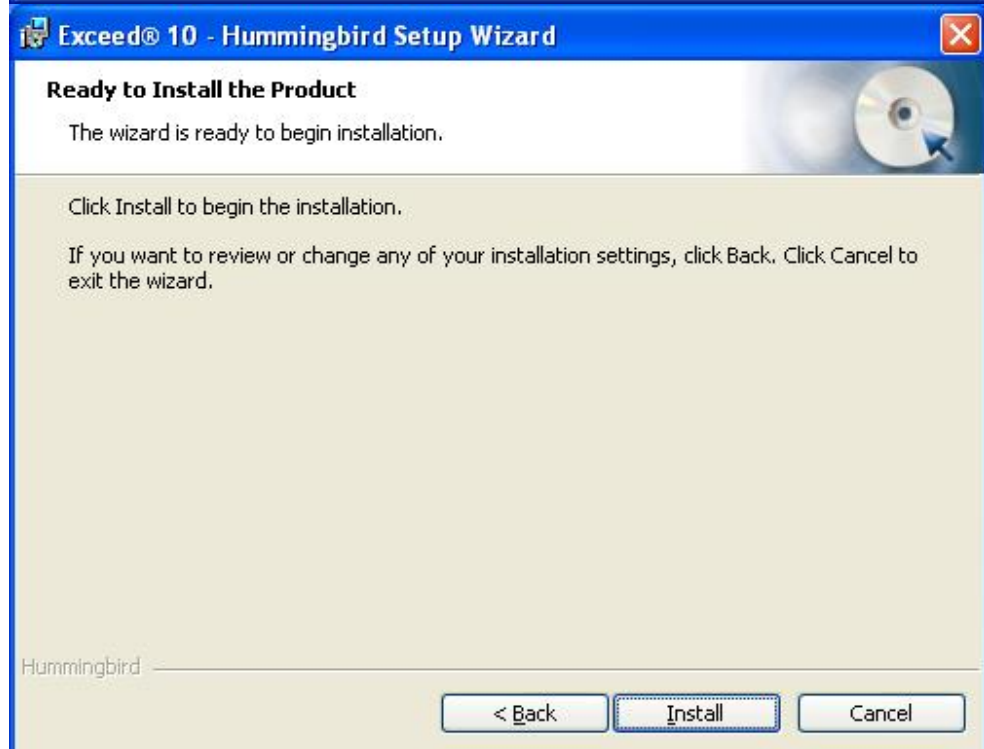 Exceed® 10 - Hummingbird Setup Wizard
Ready to Install the Product
The wizard is ready to begin installation.
Click Install to begin the installation.
If you want to review or change any of your installation settings, click Back. Click Cancel to
exit the wizard.
Hummingbird
< Back Install Cancel